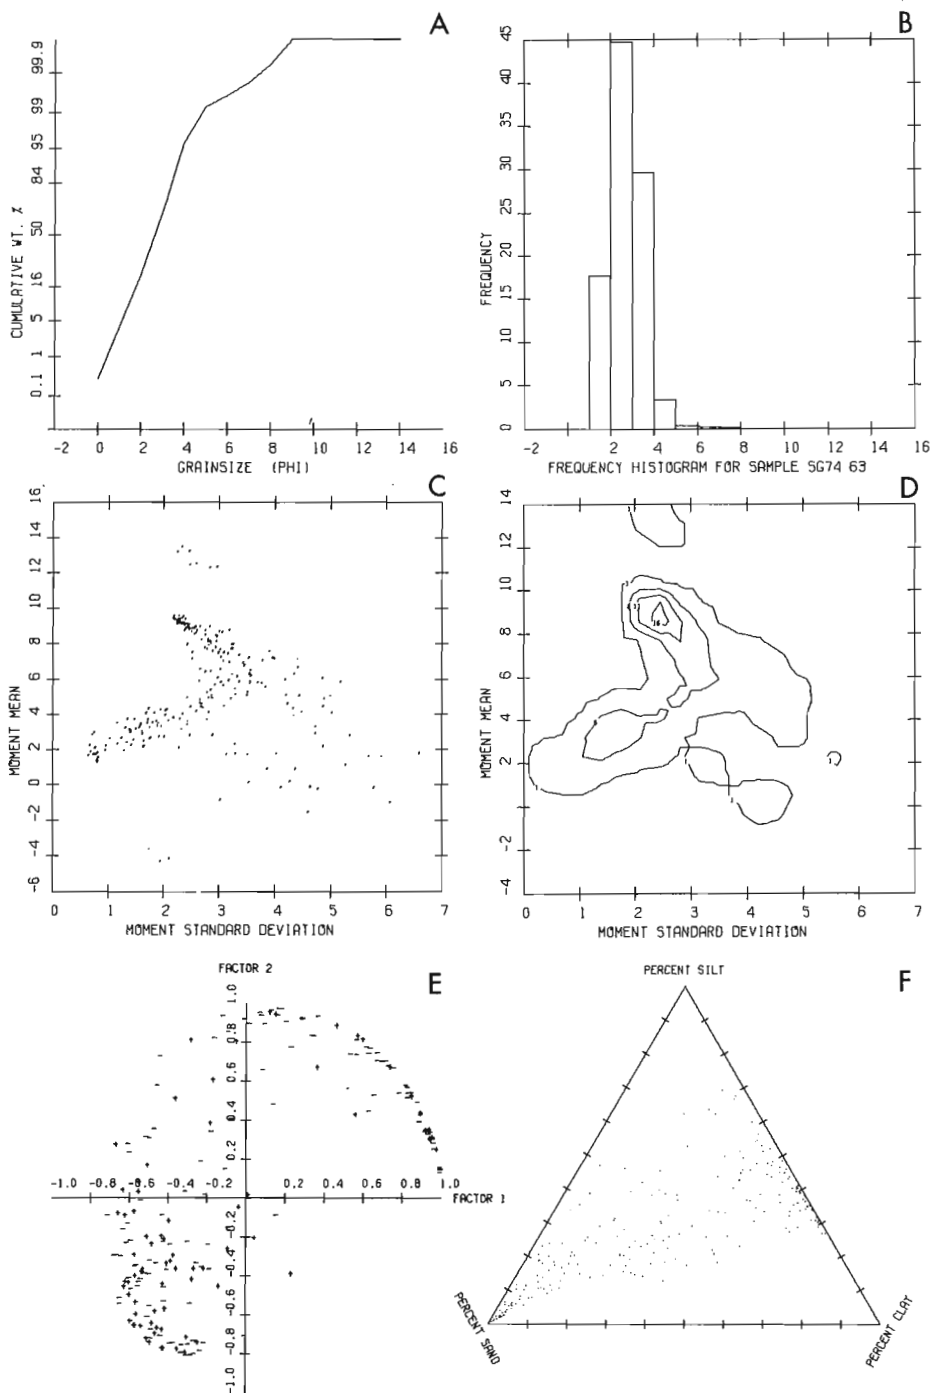 A
CUMULATIVE WT. %
99.9
99
95
84
50
16
5
1
0.1
-2 0 2 4 6 8 10 12 14 16
GRAINSIZE (PHI)
B
FREQUENCY
45
40
35
30
25
20
15
10
5
0
-2 0 2 4 6 8 10 12 14 16
FREQUENCY HISTOGRAM FOR SAMPLE SG74 63
C
MOMENT MEAN
16
14
12
10
8
6
4
2
0
-2
-4
-6
0 1 2 3 4 5 6 7
MOMENT STANDARD DEVIATION
D
MOMENT MEAN
14
12
10
8
6
4
2
0
-2
-4
0 1 2 3 4 5 6 7
MOMENT STANDARD DEVIATION
E
FACTOR 2
1.0
0.8
0.6
0.4
0.2
-1.0 -0.8 -0.6 -0.4 -0.2 0.2 0.4 0.6 0.8 1.0
FACTOR 1
-0.2
-0.4
-0.6
-0.8
-1.0
F
PERCENT SILT
PERCENT SAND
PERCENT CLAY